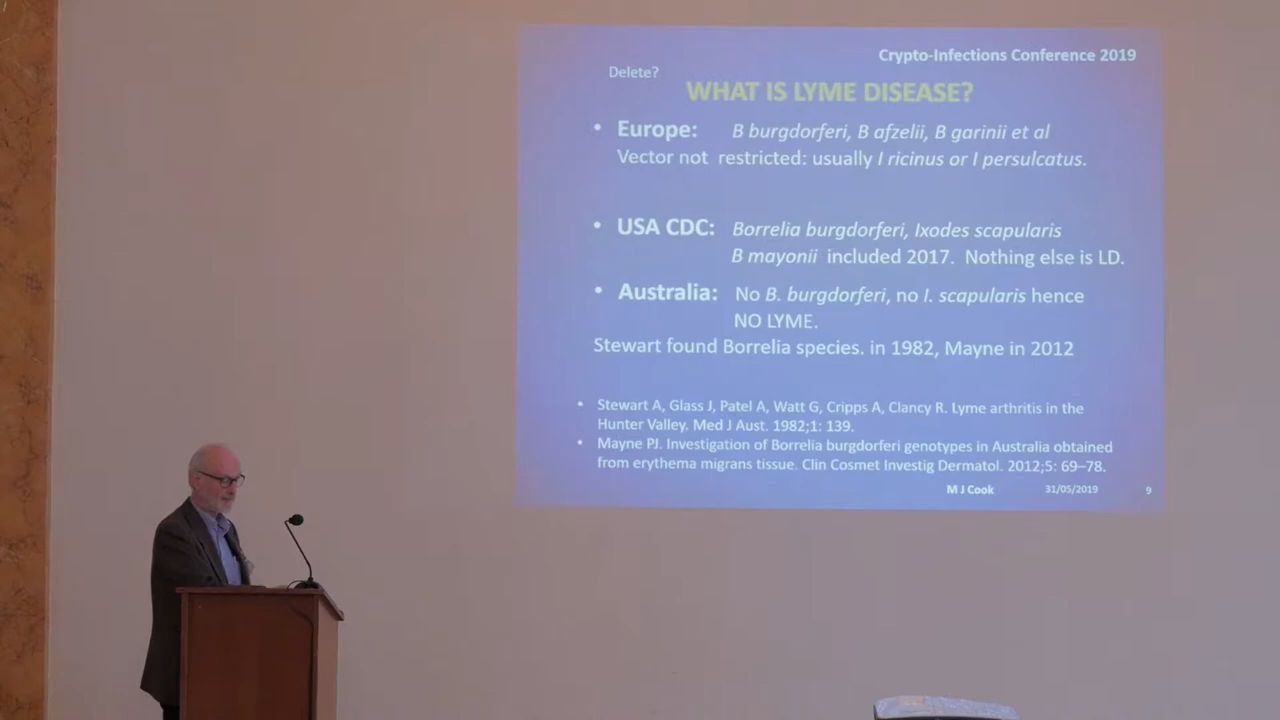 Crypto-Infections Conference 2019
Delete?
WHAT IS LYME DISEASE?
• Europe: B burgdorferi, B afzelii, B garinii et al
Vector not restricted: usually I ricinus or I persulcatus.
• USA CDC: Borrelia burgdorferi, Ixodes scapularis
B mayonii included 2017. Nothing else is LD.
• Australia: No B. burgdorferi, no I. scapularis hence
NO LYME.
Stewart found Borrelia species. in 1982, Mayne in 2012
• Stewart A, Glass J, Patel A, Watt G, Cripps A, Clancy R. Lyme arthritis in the
Hunter Valley. Med J Aust. 1982;1: 139.
• Mayne PJ. Investigation of Borrelia burgdorferi genotypes in Australia obtained
from erythema migrans tissue. Clin Cosmet Investig Dermatol. 2012;5: 69–78.
M J Cook 31/05/2019 9